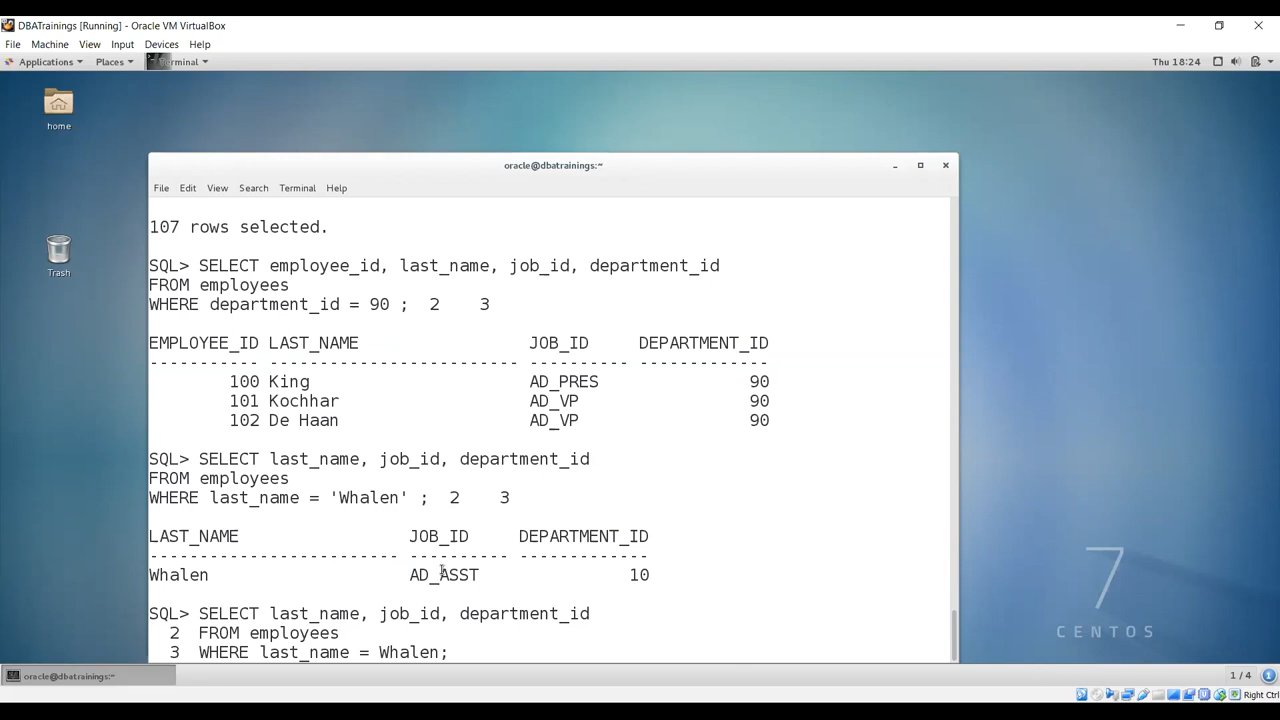 DBATrainings [Running] - Oracle VM VirtualBox
File Machine View Input Devices Help
Applications Places Terminal Thu 18:24
home
oracle@dbatrainings:~
File Edit View Search Terminal Help
107 rows selected.
SQL> SELECT employee_id, last_name, job_id, department_id
FROM employees
WHERE department_id = 90 ;  2    3
Trash
EMPLOYEE_ID LAST_NAME                 JOB_ID     DEPARTMENT_ID
----------- ------------------------- ---------- -------------
        100 King                      AD_PRES               90
        101 Kochhar                   AD_VP                 90
        102 De Haan                   AD_VP                 90
SQL> SELECT last_name, job_id, department_id
FROM employees
WHERE last_name = 'Whalen' ;  2    3
LAST_NAME                 JOB_ID     DEPARTMENT_ID
------------------------- ---------- -------------
Whalen                    AD_ASST               10
SQL> SELECT last_name, job_id, department_id
  2  FROM employees
  3  WHERE last_name = Whalen;
7
CENTOS
oracle@dbatrainings:~ 1 / 4 1
Right Ctrl